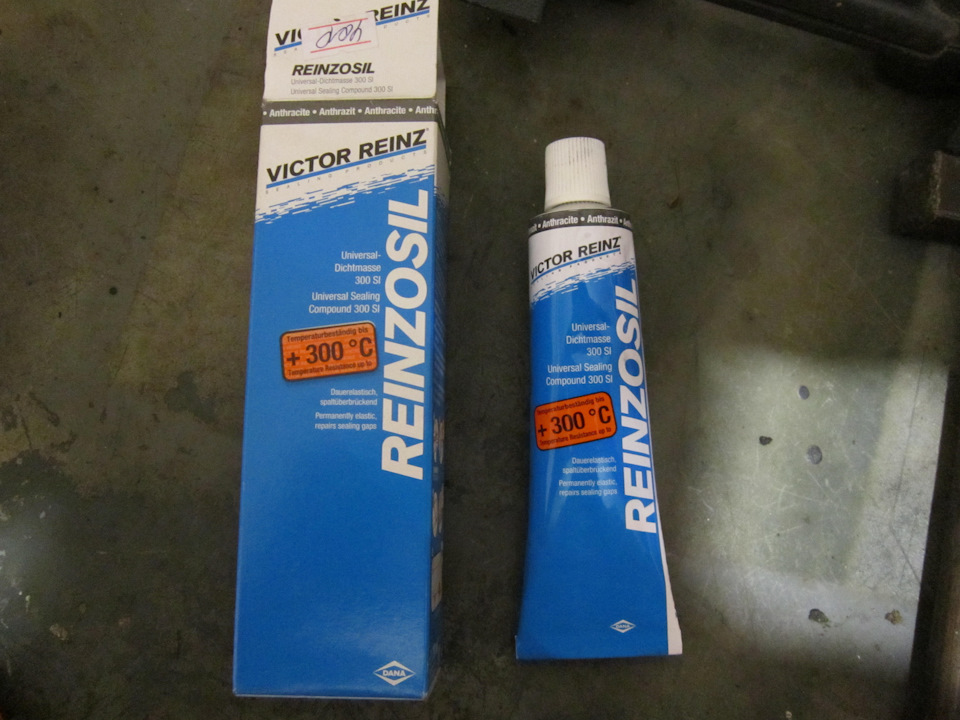 VICTOR REINZ
REINZOSIL
Universal-Dichtmasse 300 SI
Universal Sealing Compound 300 SI
• Anthracite • Anthrazit • Anthracite • Anth
VICTOR REINZ
SEALING PRODUCTS
REINZOSIL
Universal-
Dichtmasse
300 SI
Universal Sealing
Compound 300 SI
Temperaturbeständig bis
+ 300 °C
Temperature Resistance up to
Dauerelastisch,
spaltüberbrückend
Permanently elastic,
repairs sealing gaps
DANA
• Anthracite • Anthrazit •
VICTOR REINZ
REINZOSIL
Universal-
Dichtmasse
300 SI
Universal Sealing
Compound 300 SI
Temperaturbeständig bis
+ 300 °C
Temperature Resistance up to
Dauerelastisch,
spaltüberbrückend
Permanently elastic,
repairs sealing gaps
DANA